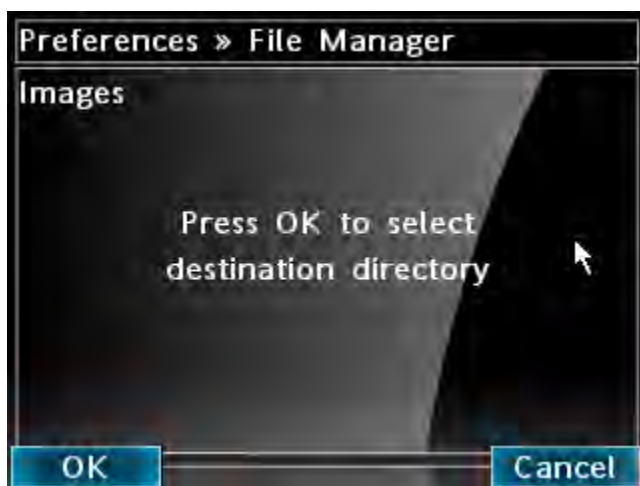 Preferences » File Manager
Images
Press OK to select
destination directory
OK
Cancel